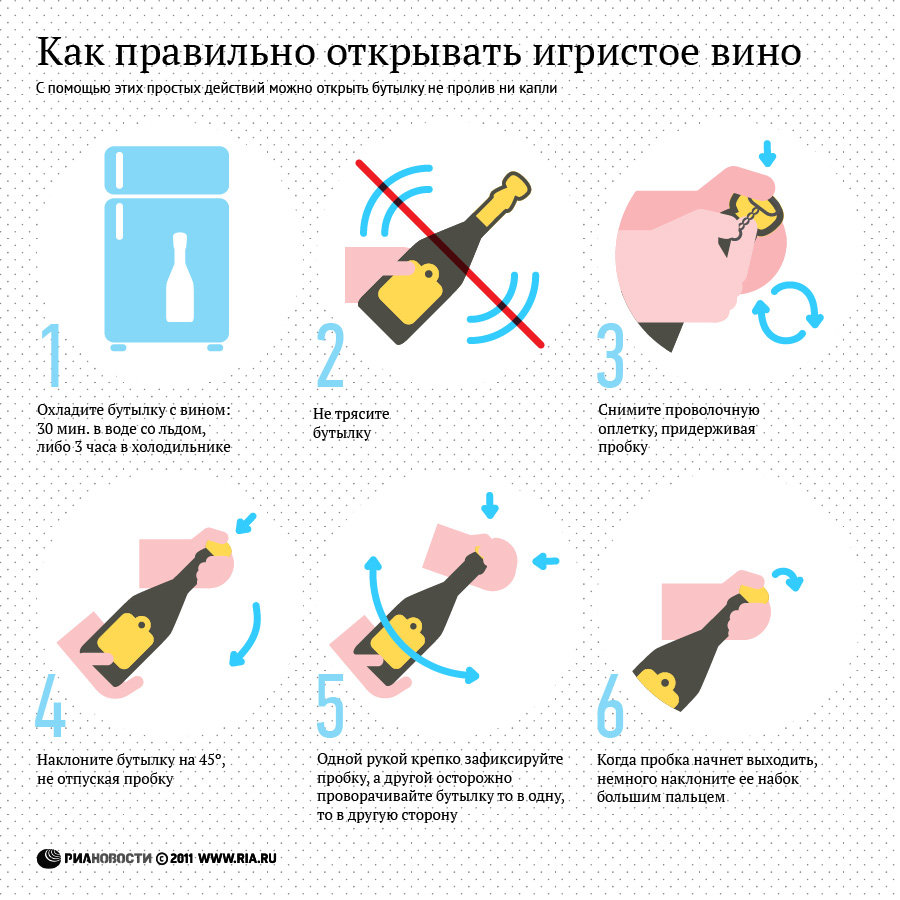 Как правильно открывать игристое вино
С помощью этих простых действий можно открыть бутылку не пролив ни капли
1
Охладите бутылку с вином:
30 мин. в воде со льдом,
либо 3 часа в холодильнике
2
Не трясите
бутылку
3
Снимите проволочную
оплетку, придерживая
пробку
4
Наклоните бутылку на 45°,
не отпуская пробку
5
Одной рукой крепко зафиксируйте
пробку, а другой осторожно
проворачивайте бутылку то в одну,
то в другую сторону
6
Когда пробка начнет выходить,
немного наклоните ее набок
большим пальцем
РИАНОВОСТИ © 2011 WWW.RIA.RU